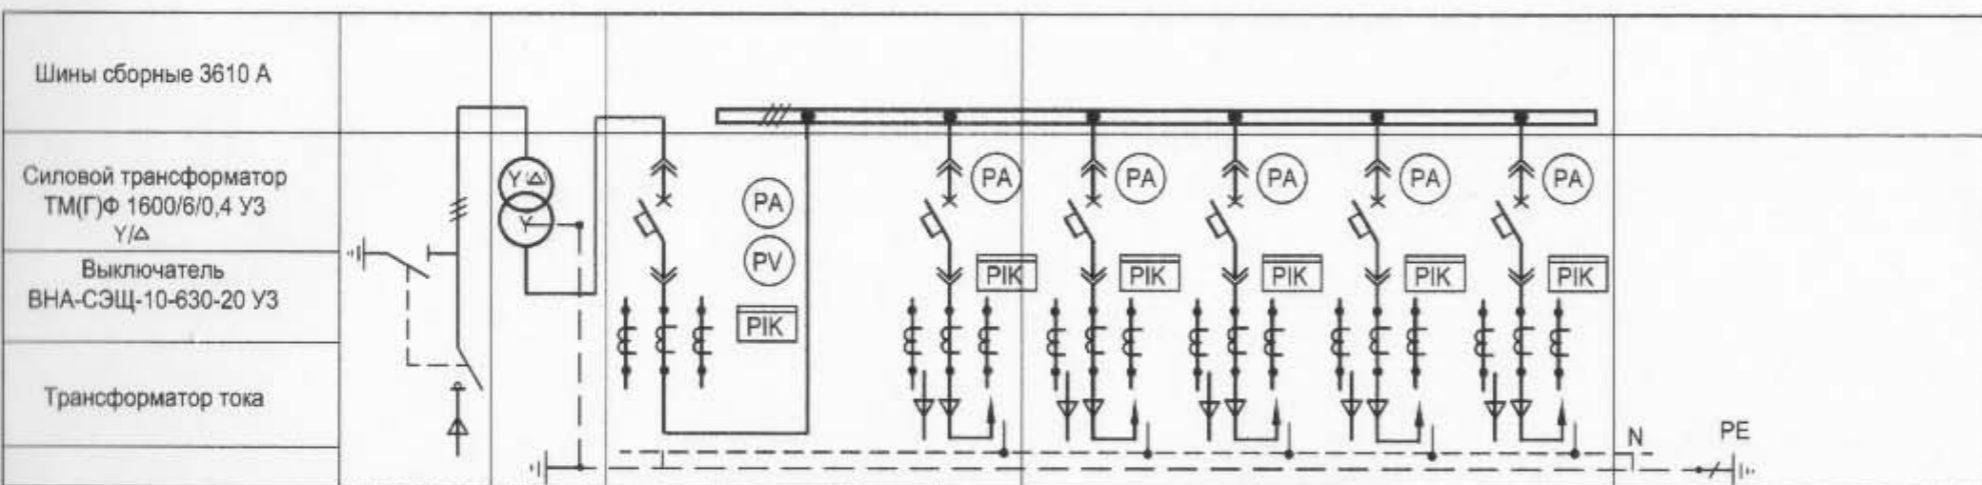 Шины сборные 3610 А
Силовой трансформатор
ТМ(Г)Ф 1600/6/0,4 У3
Y/Δ
Выключатель
ВНА-СЭЩ-10-630-20 У3
Трансформатор тока
Y/Δ
Y
PA
PV
PIK
PA
PIK
PA
PIK
PA
PIK
PA
PIK
PA
PIK
N
PE